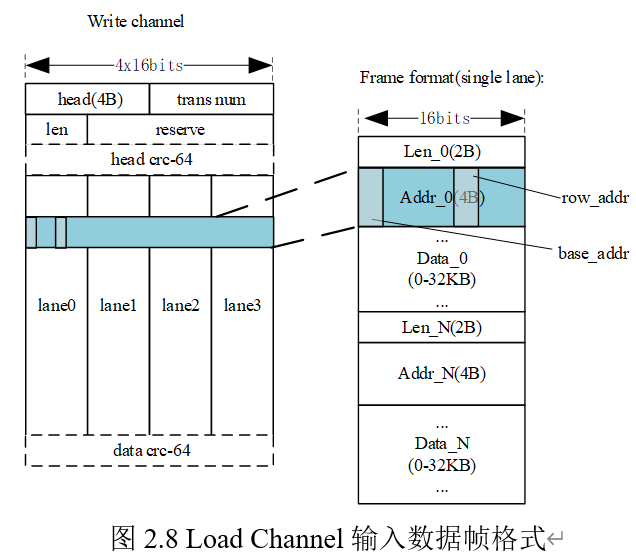 Write channel
4x16bits
head(4B)
trans num
len
reserve
head crc-64
lane0
lane1
lane2
lane3
data crc-64
Frame format(single lane):
16bits
Len_0(2B)
Addr_0(4B)
row_addr
base_addr
...
Data_0
(0-32KB)
...
Len_N(2B)
Addr_N(4B)
...
Data_N
(0-32KB)
...
图 2.8 Load Channel 输入数据帧格式↵